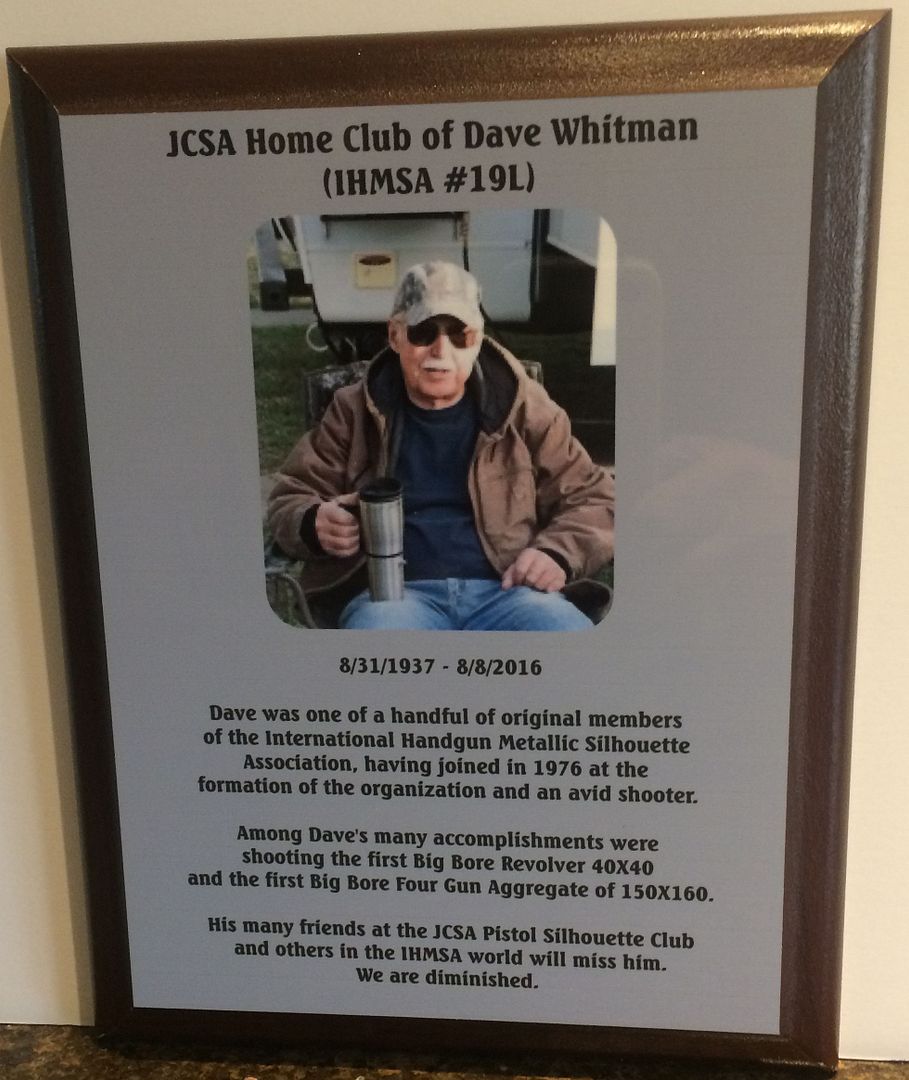 JCSA Home Club of Dave Whitman
(IHMSA #19L)
8/31/1937 - 8/8/2016
Dave was one of a handful of original members
of the International Handgun Metallic Silhouette
Association, having joined in 1976 at the
formation of the organization and an avid shooter.
Among Dave's many accomplishments were
shooting the first Big Bore Revolver 40X40
and the first Big Bore Four Gun Aggregate of 150X160.
His many friends at the JCSA Pistol Silhouette Club
and others in the IHMSA world will miss him.
We are diminished.